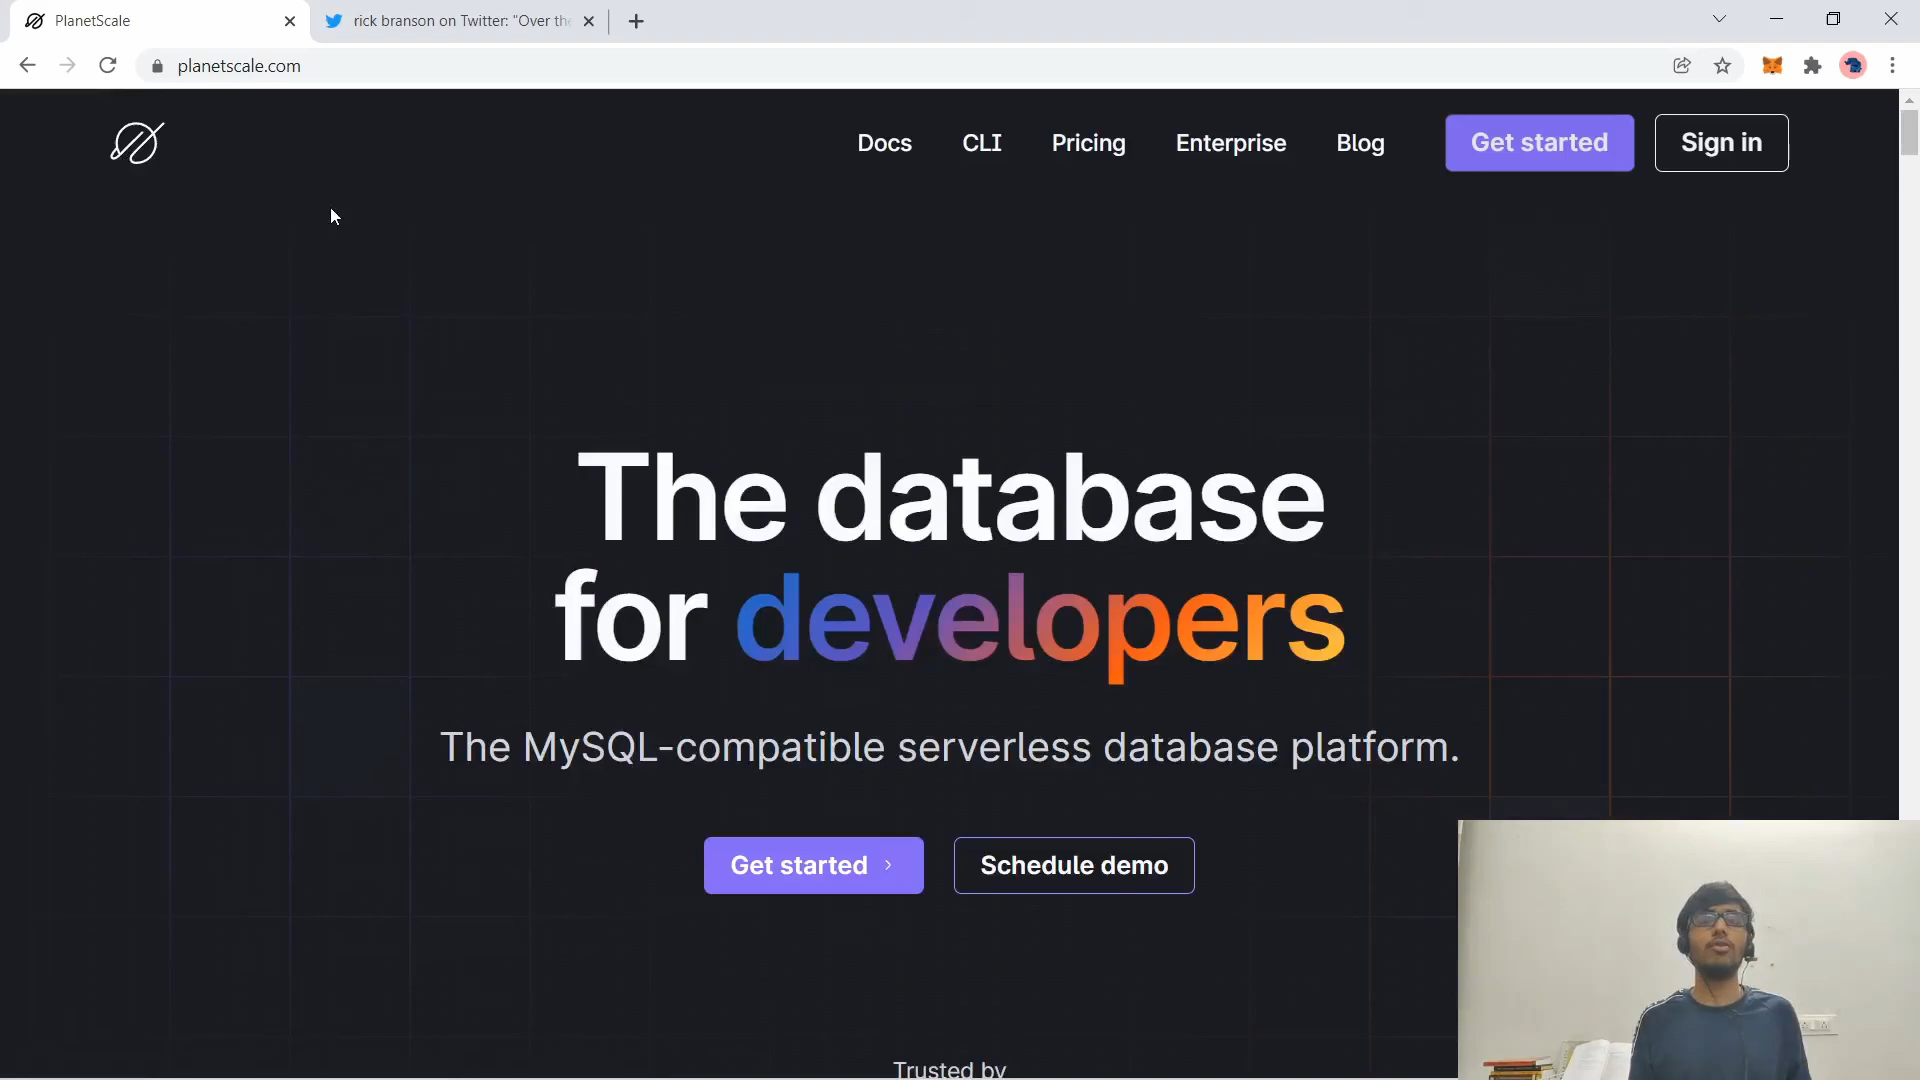 PlanetScale
rick branson on Twitter: "Over the
planetscale.com
Docs
CLI
Pricing
Enterprise
Blog
Get started
Sign in
The database
for developers
The MySQL-compatible serverless database platform.
Get started
Schedule demo
Trusted by